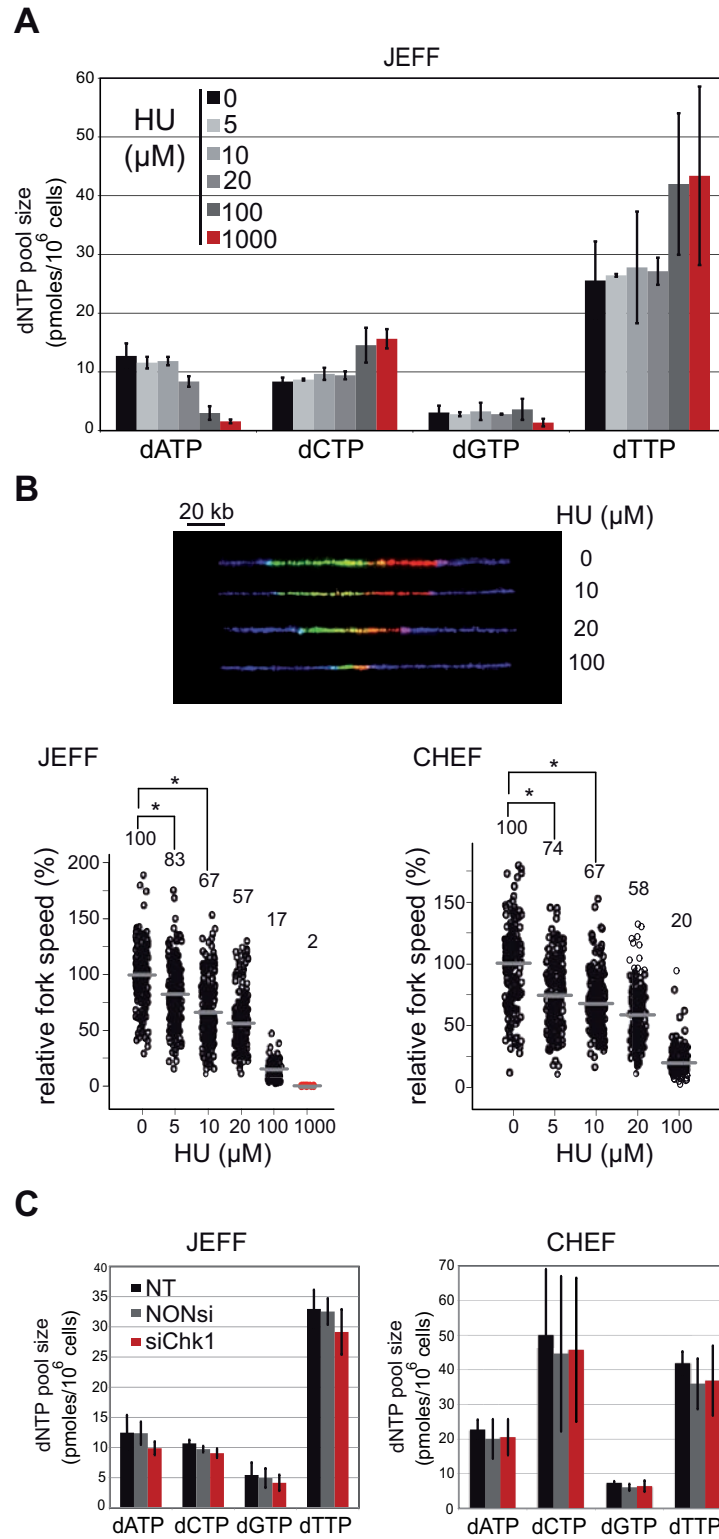 A
JEFF
HU
(µM)
0
5
10
20
100
1000
dNTP pool size
(pmoles/10⁶ cells)
60
50
40
30
20
10
0
dATP
dCTP
dGTP
dTTP
B
20 kb
HU (µM)
0
10
20
100
JEFF
relative fork speed (%)
200
150
100
50
0
*
*
100
83
67
57
17
2
0
5
10
20
100
1000
HU (µM)
CHEF
relative fork speed (%)
150
100
50
0
*
*
100
74
67
58
20
0
5
10
20
100
HU (µM)
C
JEFF
dNTP pool size
(pmoles/10⁶ cells)
40
35
30
25
20
15
10
5
0
NT
NONsi
siChk1
dATP
dCTP
dGTP
dTTP
CHEF
dNTP pool size
(pmoles/10⁶ cells)
70
60
50
40
30
20
10
0
dATP
dCTP
dGTP
dTTP